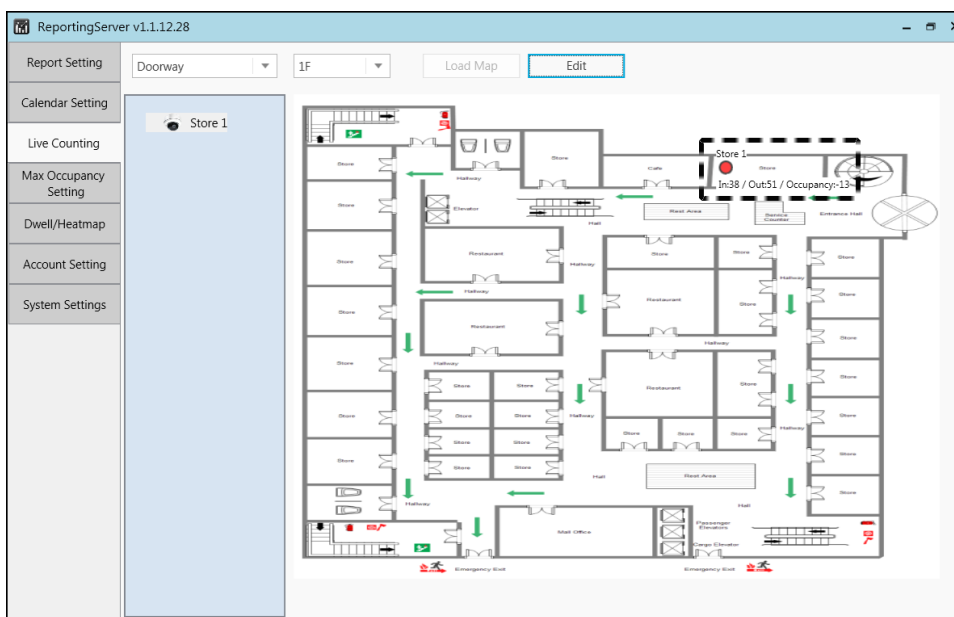 ReportingServer v1.1.12.28
Report Setting
Calendar Setting
Live Counting
Max Occupancy
Setting
Dwell/Heatmap
Account Setting
System Settings
Doorway
1F
Load Map
Edit
Store 1
Store 1
In:38 / Out:51 / Occupancy:-13
Store
Store
Cafe
Store
Hallway
Store
Elevator
Rest Area
Service
Counter
Entrance Hall
Hall
Store
Restaurant
Hallway
Store
Store
Store
Hallway
Hallway
Store
Restaurant
Store
Store
Restaurant
Store
Hallway
Store
Hallway
Store
Store
Store
Restaurant
Store
Store
Store
Store
Store
Hallway
Store
Store
Store
Store
Hallway
Store
Store
Store
Store
Store
Store
Store
Hall
Rest Area
Store
Hallway
Hall
Mall Office
Passenger
Elevators
Cargo Elevator
Emergency Exit
Emergency Exit